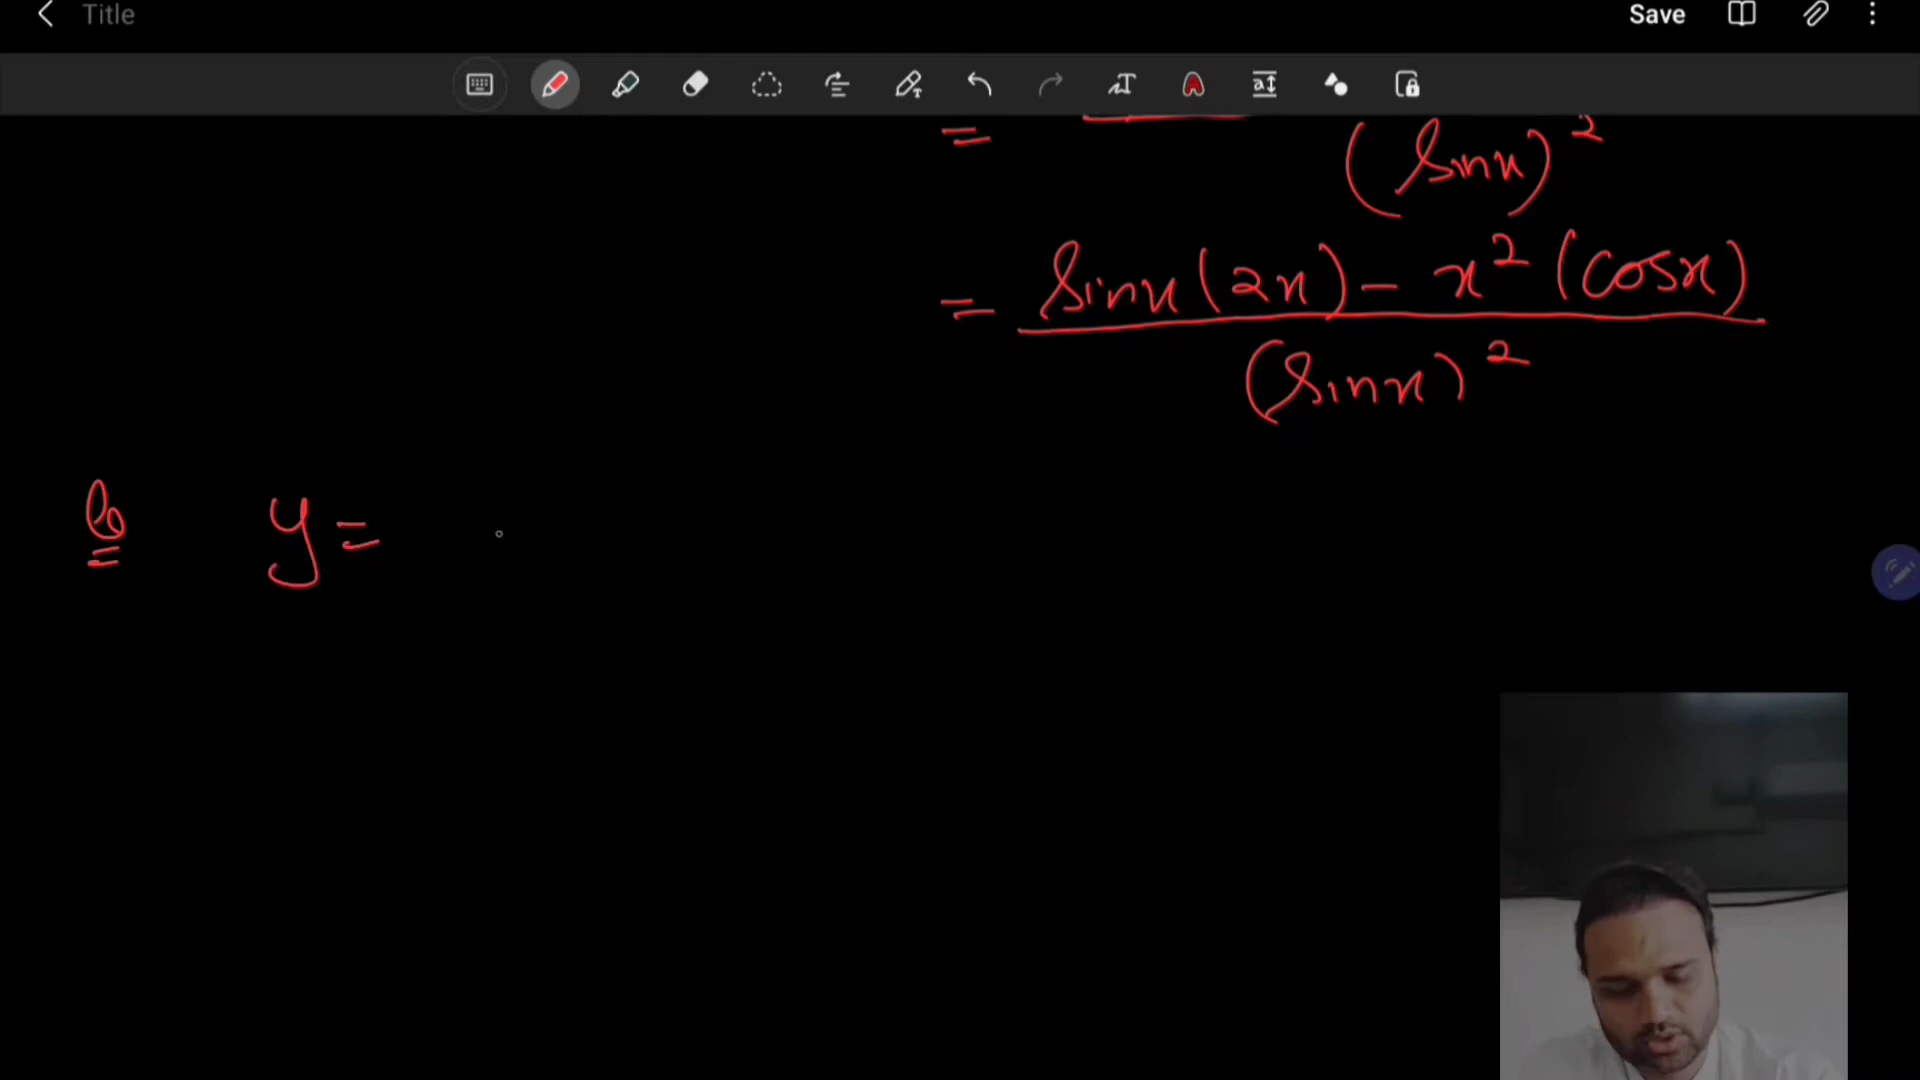 Title Save
= (sinx)²
= sinx(2x) - x²(cosx)
(sinx)²
Q y =